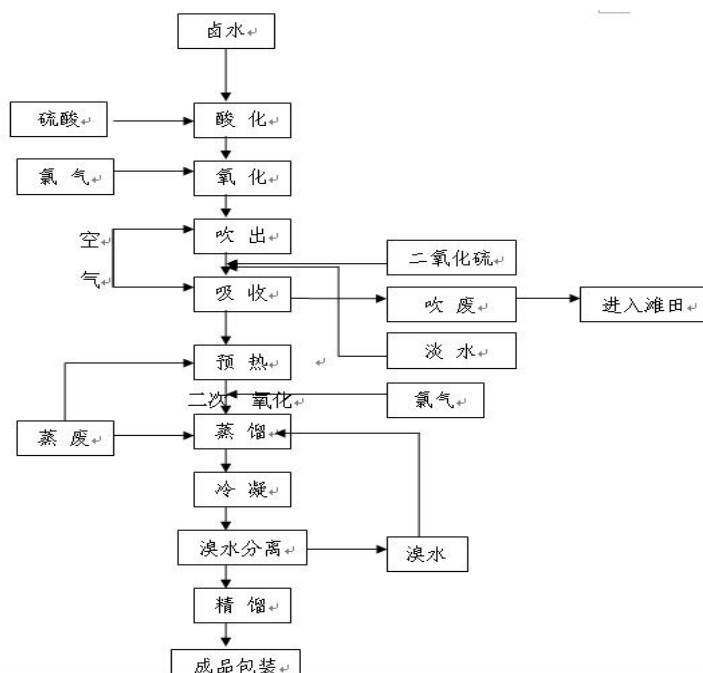 卤水
硫酸
酸化
氯气
氧化
空气
吹出
二氧化硫
吸收
吹废
进入滩田
淡水
预热
二次氧化
氯气
蒸废
蒸馏
冷凝
溴水分离
溴水
精馏
成品包装